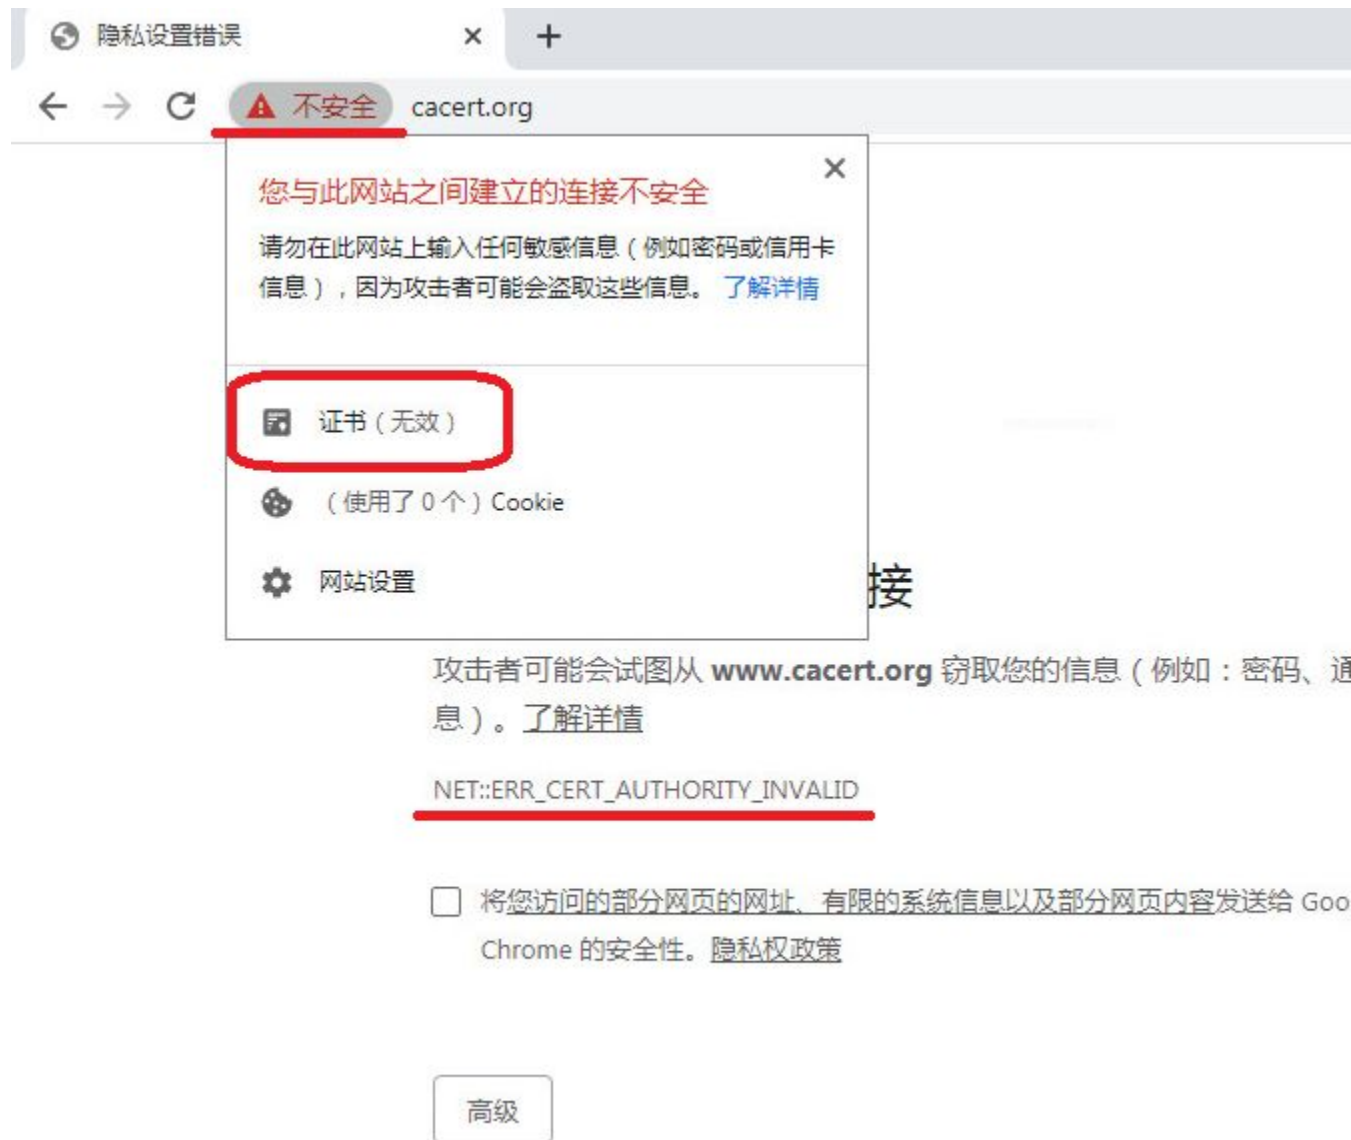 隐私设置错误
不安全 cacert.org
您与此网站之间建立的连接不安全
请勿在此网站上输入任何敏感信息（例如密码或信用卡
信息），因为攻击者可能会盗取这些信息。 了解详情
证书（无效）
（使用了 0 个）Cookie
网站设置
接
攻击者可能会试图从 www.cacert.org 窃取您的信息（例如：密码、通
息）。了解详情
NET::ERR_CERT_AUTHORITY_INVALID
将您访问的部分网页的网址、有限的系统信息以及部分网页内容发送给 Goo
Chrome 的安全性。隐私权政策
高级